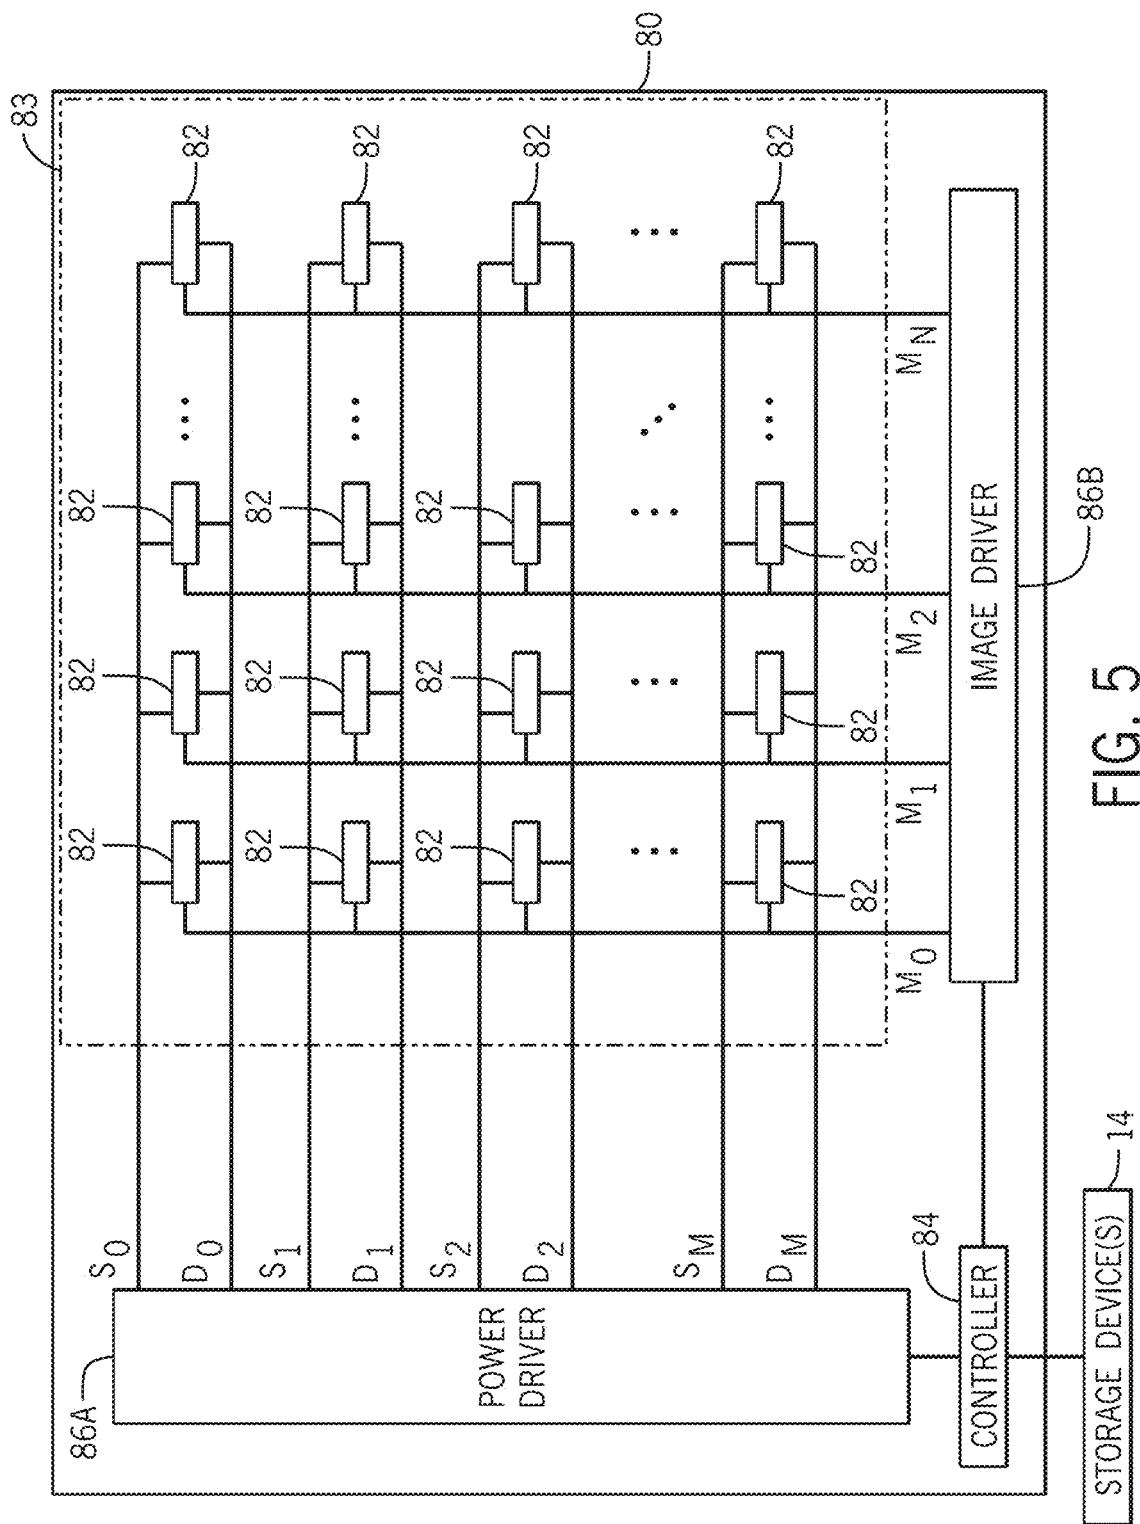 83
86A
S0 82 82 82
D0 82
S1 82 82 82
D1 82
S2 82 82 82
POWER
DRIVER
D2 82
80
SM
DM 82
82 82 82
M0 M1 M2 MN
84
CONTROLLER
IMAGE DRIVER
86B
STORAGE DEVICE(S)
14
FIG. 5